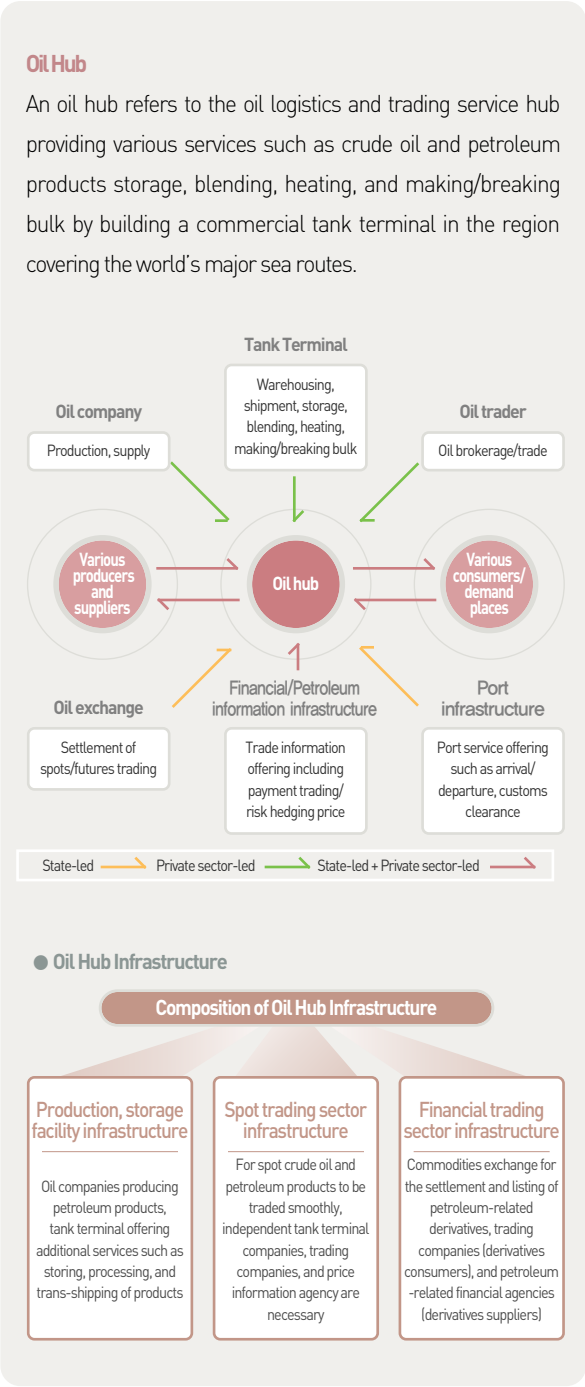 Oil Hub
An oil hub refers to the oil logistics and trading service hub
providing various services such as crude oil and petroleum
products storage, blending, heating, and making/breaking
bulk by building a commercial tank terminal in the region
covering the world's major sea routes.
Tank Terminal
Warehousing,
shipment, storage,
blending, heating,
making/breaking bulk
Oil company
Production, supply
Oil trader
Oil brokerage/trade
Various
producers
and
suppliers
Oil hub
Various
consumers/
demand
places
Oil exchange
Settlement of
spots/futures trading
Financial/Petroleum
information infrastructure
Trade information
offering including
payment trading/
risk hedging price
Port
infrastructure
Port service offering
such as arrival/
departure, customs
clearance
State-led
Private sector-led
State-led + Private sector-led
Oil Hub Infrastructure
Composition of Oil Hub Infrastructure
Production, storage
facility infrastructure
Oil companies producing
petroleum products,
tank terminal offering
additional services such as
storing, processing, and
trans-shipping of products
Spot trading sector
infrastructure
For spot crude oil and
petroleum products to be
traded smoothly,
independent tank terminal
companies, trading
companies, and price
information agency are
necessary
Financial trading
sector infrastructure
Commodities exchange for
the settlement and listing of
petroleum-related
derivatives, trading
companies (derivatives
consumers), and petroleum
-related financial agencies
(derivatives suppliers)